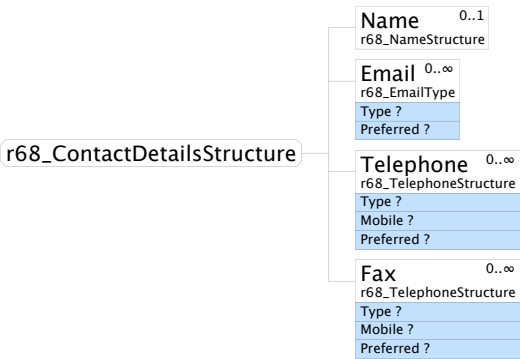 r68_ContactDetailsStructure
Name 0..1
r68_NameStructure
Email 0..∞
r68_EmailType
Type ?
Preferred ?
Telephone 0..∞
r68_TelephoneStructure
Type ?
Mobile ?
Preferred ?
Fax 0..∞
r68_TelephoneStructure
Type ?
Mobile ?
Preferred ?